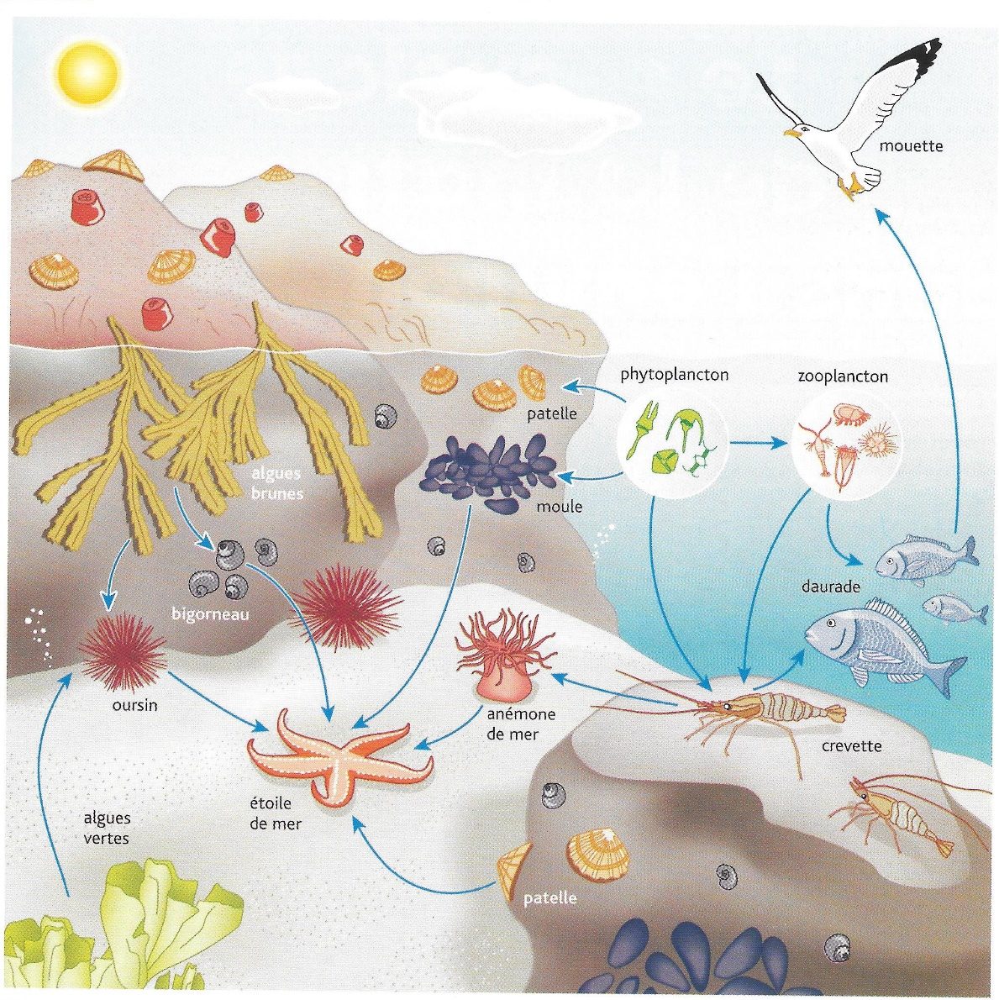 mouette
phytoplancton
zooplancton
patelle
algues
brunes
moule
daurade
bigorneau
oursin
anémone
de mer
crevette
étoile
de mer
algues
vertes
patelle